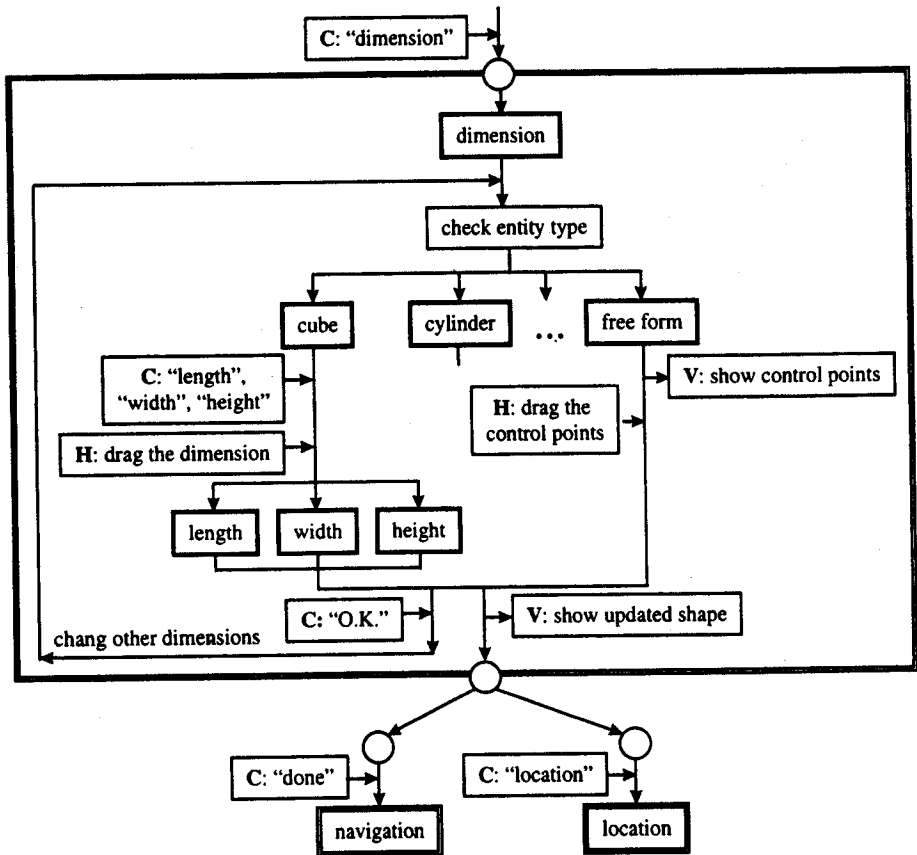 C: “dimension”
dimension
check entity type
cube
cylinder
...
free form
C: “length”,
“width”, “height”
V: show control points
H: drag the
control points
H: drag the dimension
length
width
height
C: “O.K.”
V: show updated shape
chang other dimensions
C: “done”
C: “location”
navigation
location